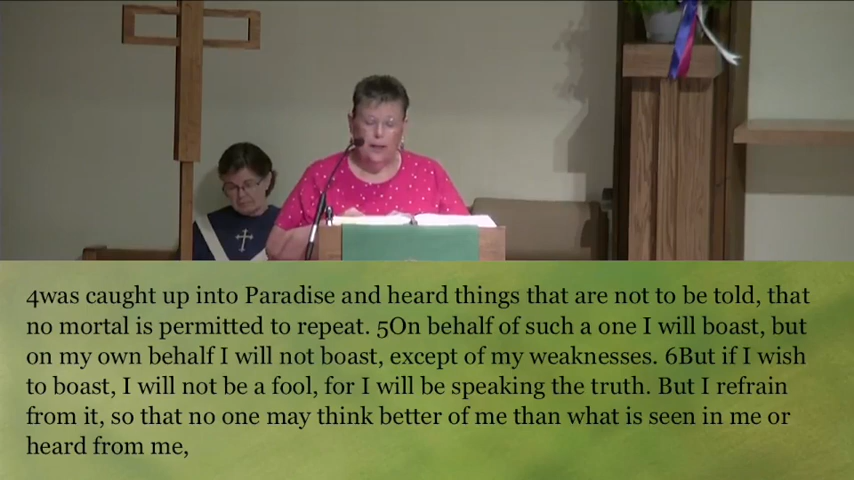 4was caught up into Paradise and heard things that are not to be told, that
no mortal is permitted to repeat. 5On behalf of such a one I will boast, but
on my own behalf I will not boast, except of my weaknesses. 6But if I wish
to boast, I will not be a fool, for I will be speaking the truth. But I refrain
from it, so that no one may think better of me than what is seen in me or
heard from me,